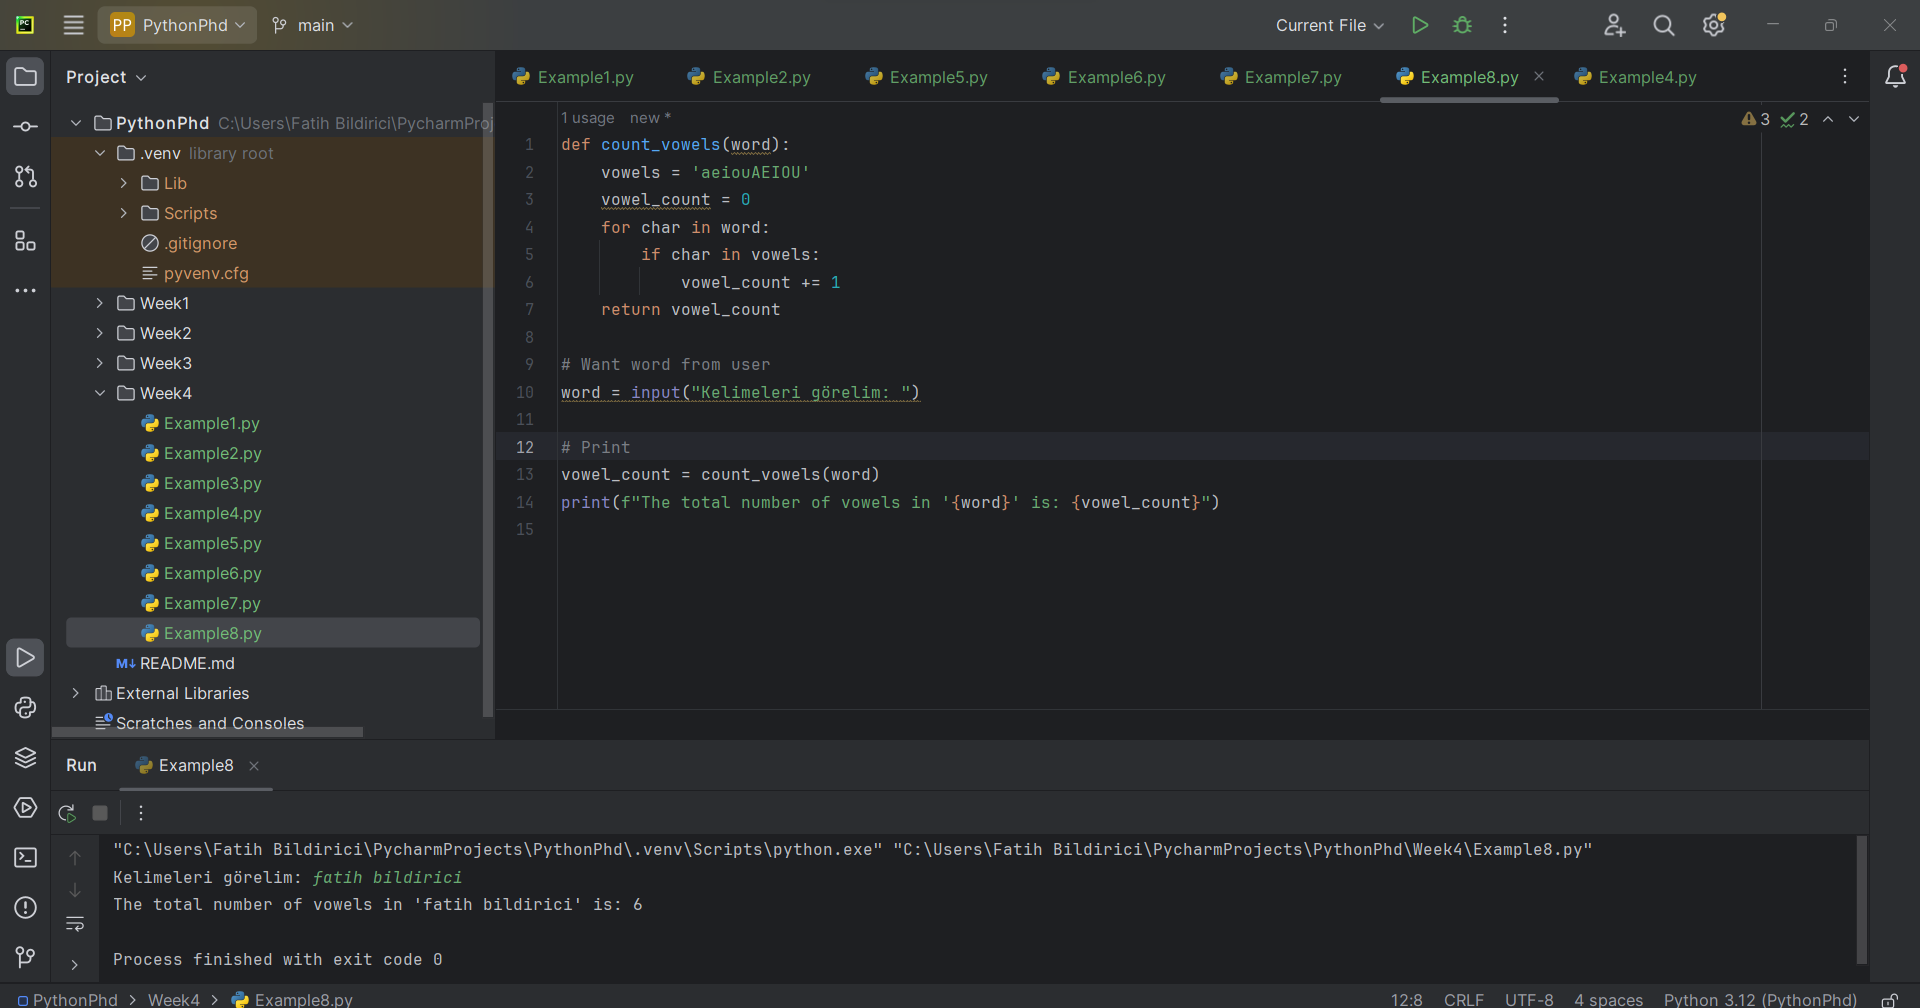 PC
PP PythonPhd main Current File
Project
PythonPhd C:\Users\Fatih Bildirici\PycharmProj
.venv library root
Lib
Scripts
.gitignore
pyvenv.cfg
Week1
Week2
Week3
Week4
Example1.py
Example2.py
Example3.py
Example4.py
Example5.py
Example6.py
Example7.py
Example8.py
M↓ README.md
External Libraries
Scratches and Consoles
Example1.py Example2.py Example5.py Example6.py Example7.py Example8.py Example4.py
1 usage new *
3 2
1 def count_vowels(word):
2 vowels = 'aeiouAEIOU'
3 vowel_count = 0
4 for char in word:
5 if char in vowels:
6 vowel_count += 1
7 return vowel_count
8
9 # Want word from user
10 word = input("Kelimeleri görelim: ")
11
12 # Print
13 vowel_count = count_vowels(word)
14 print(f"The total number of vowels in '{word}' is: {vowel_count}")
15
Run Example8
"C:\Users\Fatih Bildirici\PycharmProjects\PythonPhd\.venv\Scripts\python.exe" "C:\Users\Fatih Bildirici\PycharmProjects\PythonPhd\Week4\Example8.py"
Kelimeleri görelim: fatih bildirici
The total number of vowels in 'fatih bildirici' is: 6
Process finished with exit code 0
PythonPhd > Week4 > Example8.py 12:8 CRLF UTF-8 4 spaces Python 3.12 (PythonPhd)